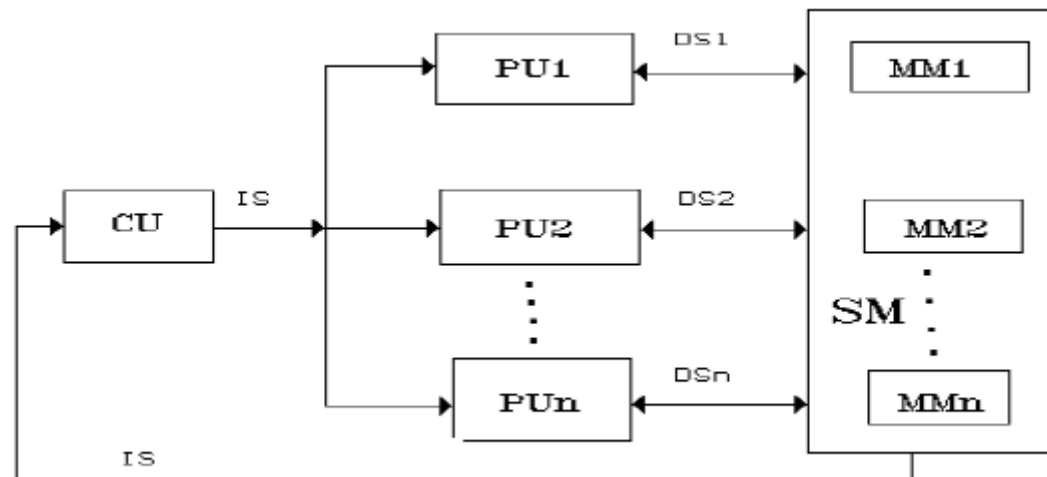 DS1
PU1
MM1
IS
DS2
CU
PU2
MM2
SM
DSn
PUn
MMn
IS